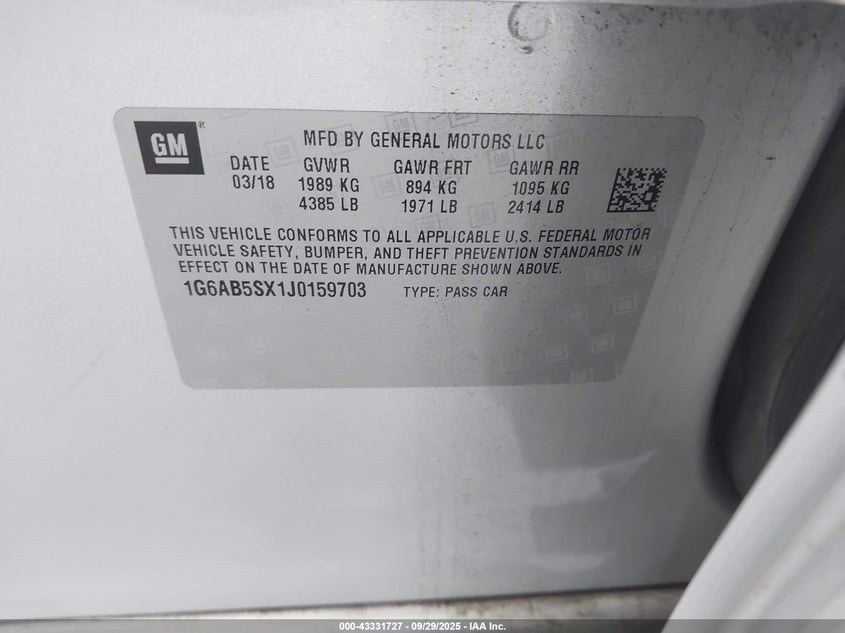 GM®
MFD BY GENERAL MOTORS LLC
DATE GVWR GAWR FRT GAWR RR
03/18 1989 KG 894 KG 1095 KG
4385 LB 1971 LB 2414 LB
THIS VEHICLE CONFORMS TO ALL APPLICABLE U.S. FEDERAL MOTOR
VEHICLE SAFETY, BUMPER, AND THEFT PREVENTION STANDARDS IN
EFFECT ON THE DATE OF MANUFACTURE SHOWN ABOVE.
1G6AB5SX1J0159703 TYPE: PASS CAR
000-43331727 - 09/29/2025 - IAA Inc.